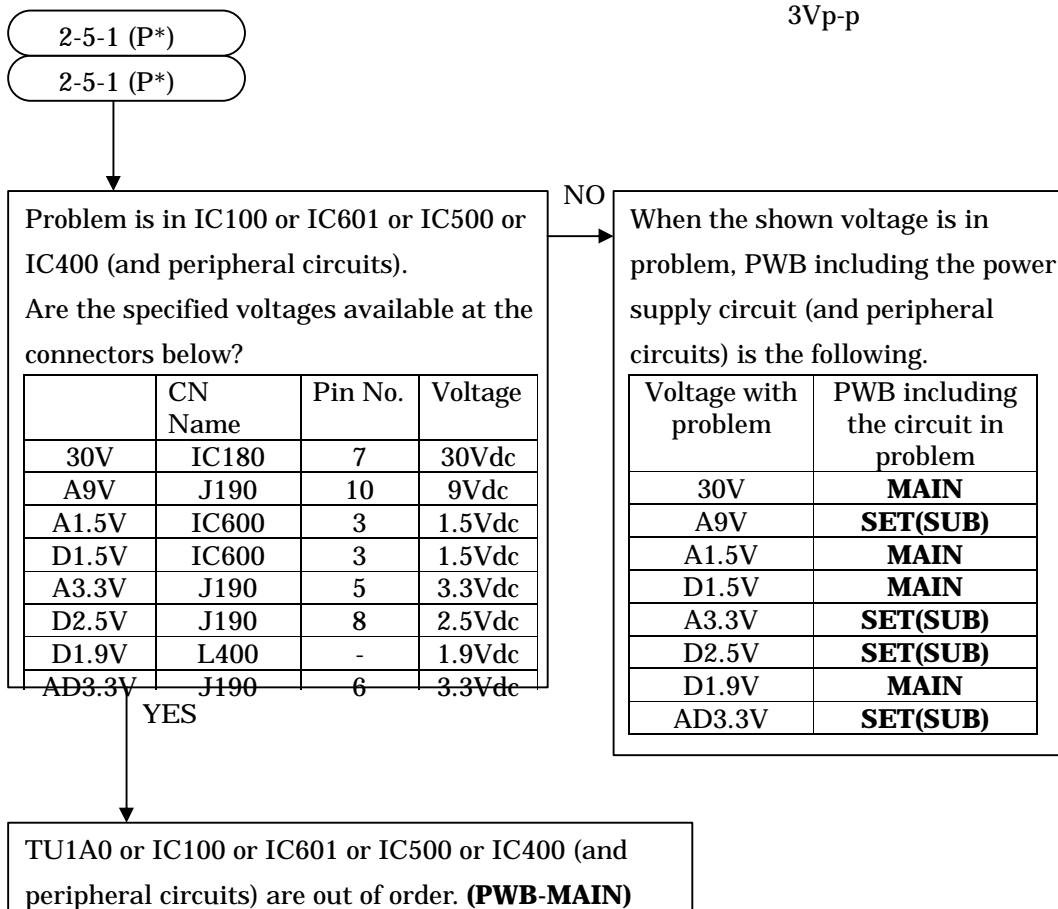 3Vp-p
2-5-1 (P*)
2-5-1 (P*)
Problem is in IC100 or IC601 or IC500 or
IC400 (and peripheral circuits).
Are the specified voltages available at the
connectors below?
CN Name Pin No. Voltage
30V IC180 7 30Vdc
A9V J190 10 9Vdc
A1.5V IC600 3 1.5Vdc
D1.5V IC600 3 1.5Vdc
A3.3V J190 5 3.3Vdc
D2.5V J190 8 2.5Vdc
D1.9V L400 - 1.9Vdc
AD3.3V J190 6 3.3Vdc
NO
When the shown voltage is in
problem, PWB including the power
supply circuit (and peripheral
circuits) is the following.
Voltage with problem PWB including the circuit in problem
30V MAIN
A9V SET(SUB)
A1.5V MAIN
D1.5V MAIN
A3.3V SET(SUB)
D2.5V SET(SUB)
D1.9V MAIN
AD3.3V SET(SUB)
YES
TU1A0 or IC100 or IC601 or IC500 or IC400 (and
peripheral circuits) are out of order. (PWB-MAIN)